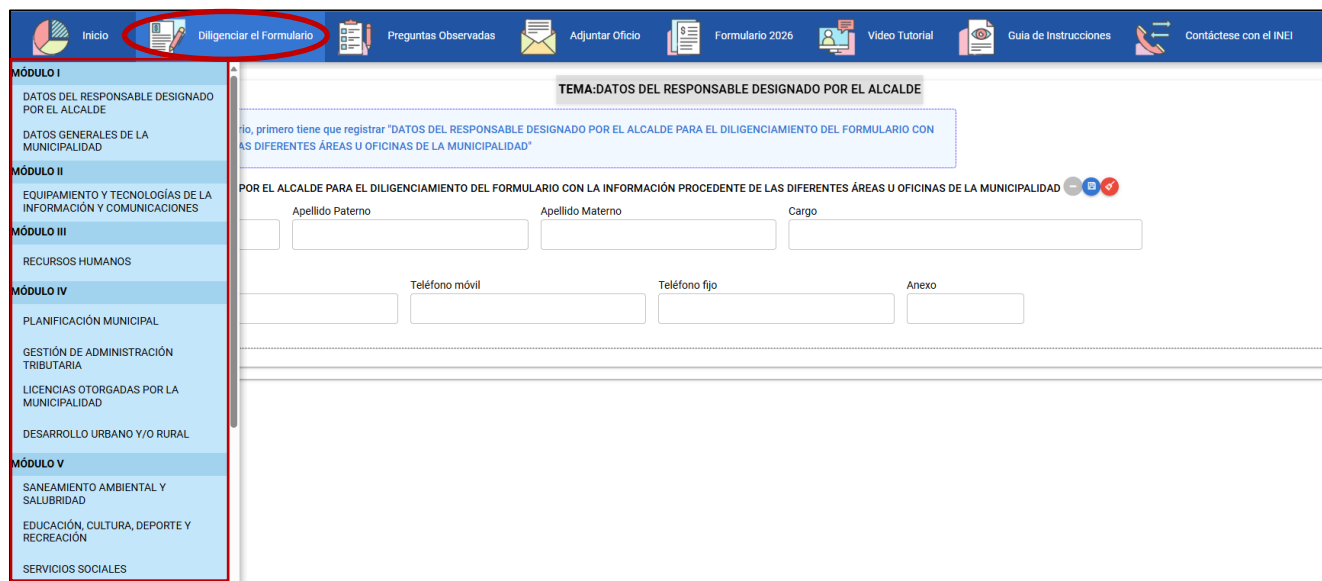 Inicio
Diligenciar el Formulario
Preguntas Observadas
Adjuntar Oficio
Formulario 2026
Video Tutorial
Guia de Instrucciones
Contáctese con el INEI
MÓDULO I
DATOS DEL RESPONSABLE DESIGNADO
POR EL ALCALDE
DATOS GENERALES DE LA
MUNICIPALIDAD
MÓDULO II
EQUIPAMIENTO Y TECNOLOGÍAS DE LA
INFORMACIÓN Y COMUNICACIONES
MÓDULO III
RECURSOS HUMANOS
MÓDULO IV
PLANIFICACIÓN MUNICIPAL
GESTIÓN DE ADMINISTRACIÓN
TRIBUTARIA
LICENCIAS OTORGADAS POR LA
MUNICIPALIDAD
DESARROLLO URBANO Y/O RURAL
MÓDULO V
SANEAMIENTO AMBIENTAL Y
SALUBRIDAD
EDUCACIÓN, CULTURA, DEPORTE Y
RECREACIÓN
SERVICIOS SOCIALES
TEMA:DATOS DEL RESPONSABLE DESIGNADO POR EL ALCALDE
rio, primero tiene que registrar "DATOS DEL RESPONSABLE DESIGNADO POR EL ALCALDE PARA EL DILIGENCIAMIENTO DEL FORMULARIO CON
AS DIFERENTES ÁREAS U OFICINAS DE LA MUNICIPALIDAD"
POR EL ALCALDE PARA EL DILIGENCIAMIENTO DEL FORMULARIO CON LA INFORMACIÓN PROCEDENTE DE LAS DIFERENTES ÁREAS U OFICINAS DE LA MUNICIPALIDAD
Apellido Paterno
Apellido Materno
Cargo
Teléfono móvil
Teléfono fijo
Anexo